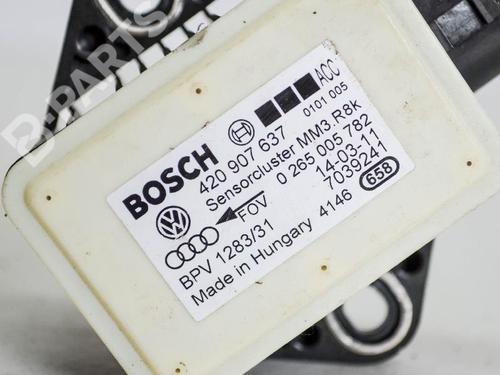 B-PARTS
BOSCH
ACC
0101 005
420 907 637
Sensorcluster MM3.R8k
0 265 005 782
FOV
14-03-11
7039241
BPV 1283/31
4146
658
Made in Hungary